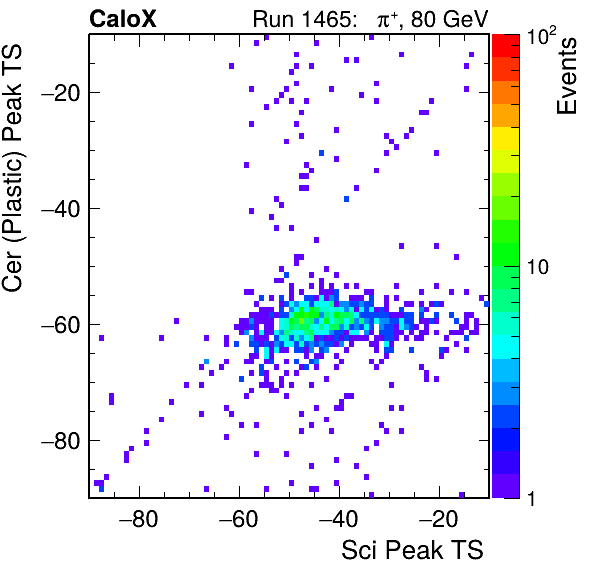 CaloX Run 1465: π⁺, 80 GeV
Cer (Plastic) Peak TS
−20
−40
−60
−80
−80 −60 −40 −20
Sci Peak TS
10²
10
1
Events